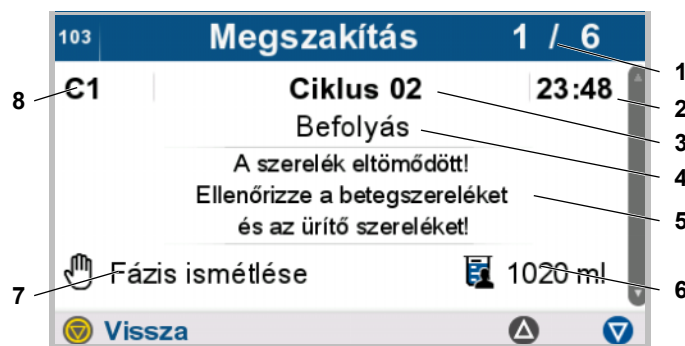 103 Megszakítás 1 / 6
1
C1 Ciklus 02 23:48
8
2
3
Befolyás
4
A szerelék eltömődött!
Ellenőrizze a betegszereléket
5
és az ürítő szereléket!
Fázis ismétlése 1020 ml
7
6
Vissza